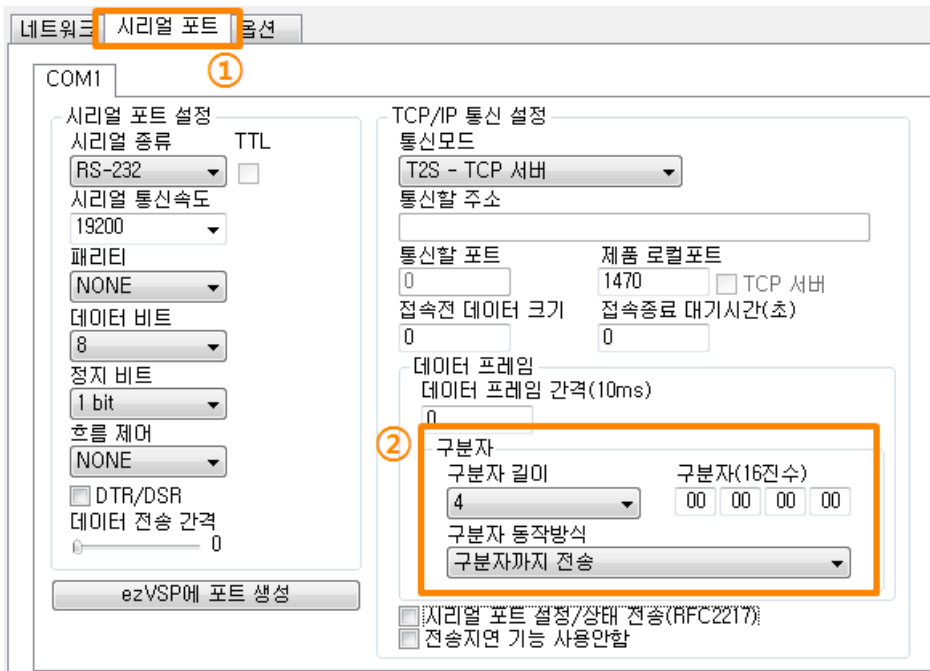 네트워크 시리얼 포트 옵션
①
COM1
시리얼 포트 설정
시리얼 종류 TTL
RS-232
시리얼 통신속도
19200
패리티
NONE
데이터 비트
8
정지 비트
1 bit
흐름 제어
NONE
DTR/DSR
데이터 전송 간격
0
ezVSP에 포트 생성
TCP/IP 통신 설정
통신모드
T2S - TCP 서버
통신할 주소
통신할 포트 제품 로컬포트
0 1470 TCP 서버
접속전 데이터 크기 접속종료 대기시간(초)
0 0
데이터 프레임
데이터 프레임 간격(10ms)
0
②
구분자
구분자 길이 구분자(16진수)
4 00 00 00 00
구분자 동작방식
구분자까지 전송
시리얼 포트 설정/상태 전송(RFC2217)
전송지연 기능 사용안함